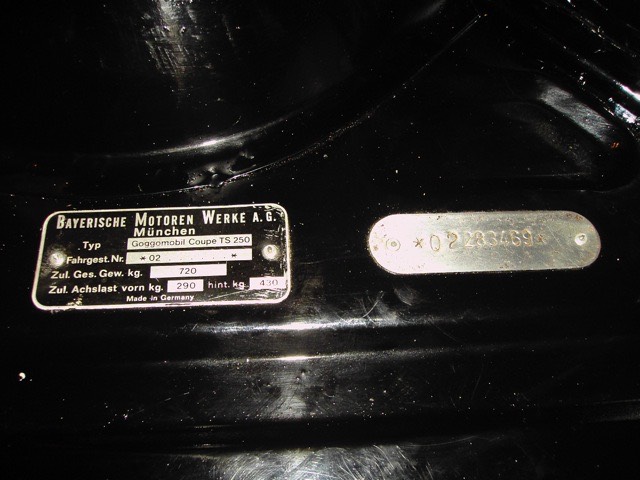 BAYERISCHE MOTOREN WERKE A.G.
München
Typ Goggomobil Coupe TS 250
Fahrgest. Nr. *02 *
Zul. Ges. Gew. kg. 720
Zul. Achslast vorn kg. 290 hint. kg. 430
Made in Germany
*02283469*